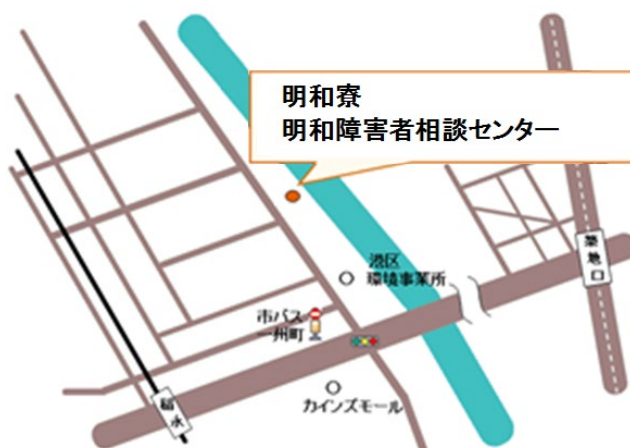 明和寮
明和障害者相談センター
築地口
港区
環境事業所
市バス
一州町
稲永
カインズモール